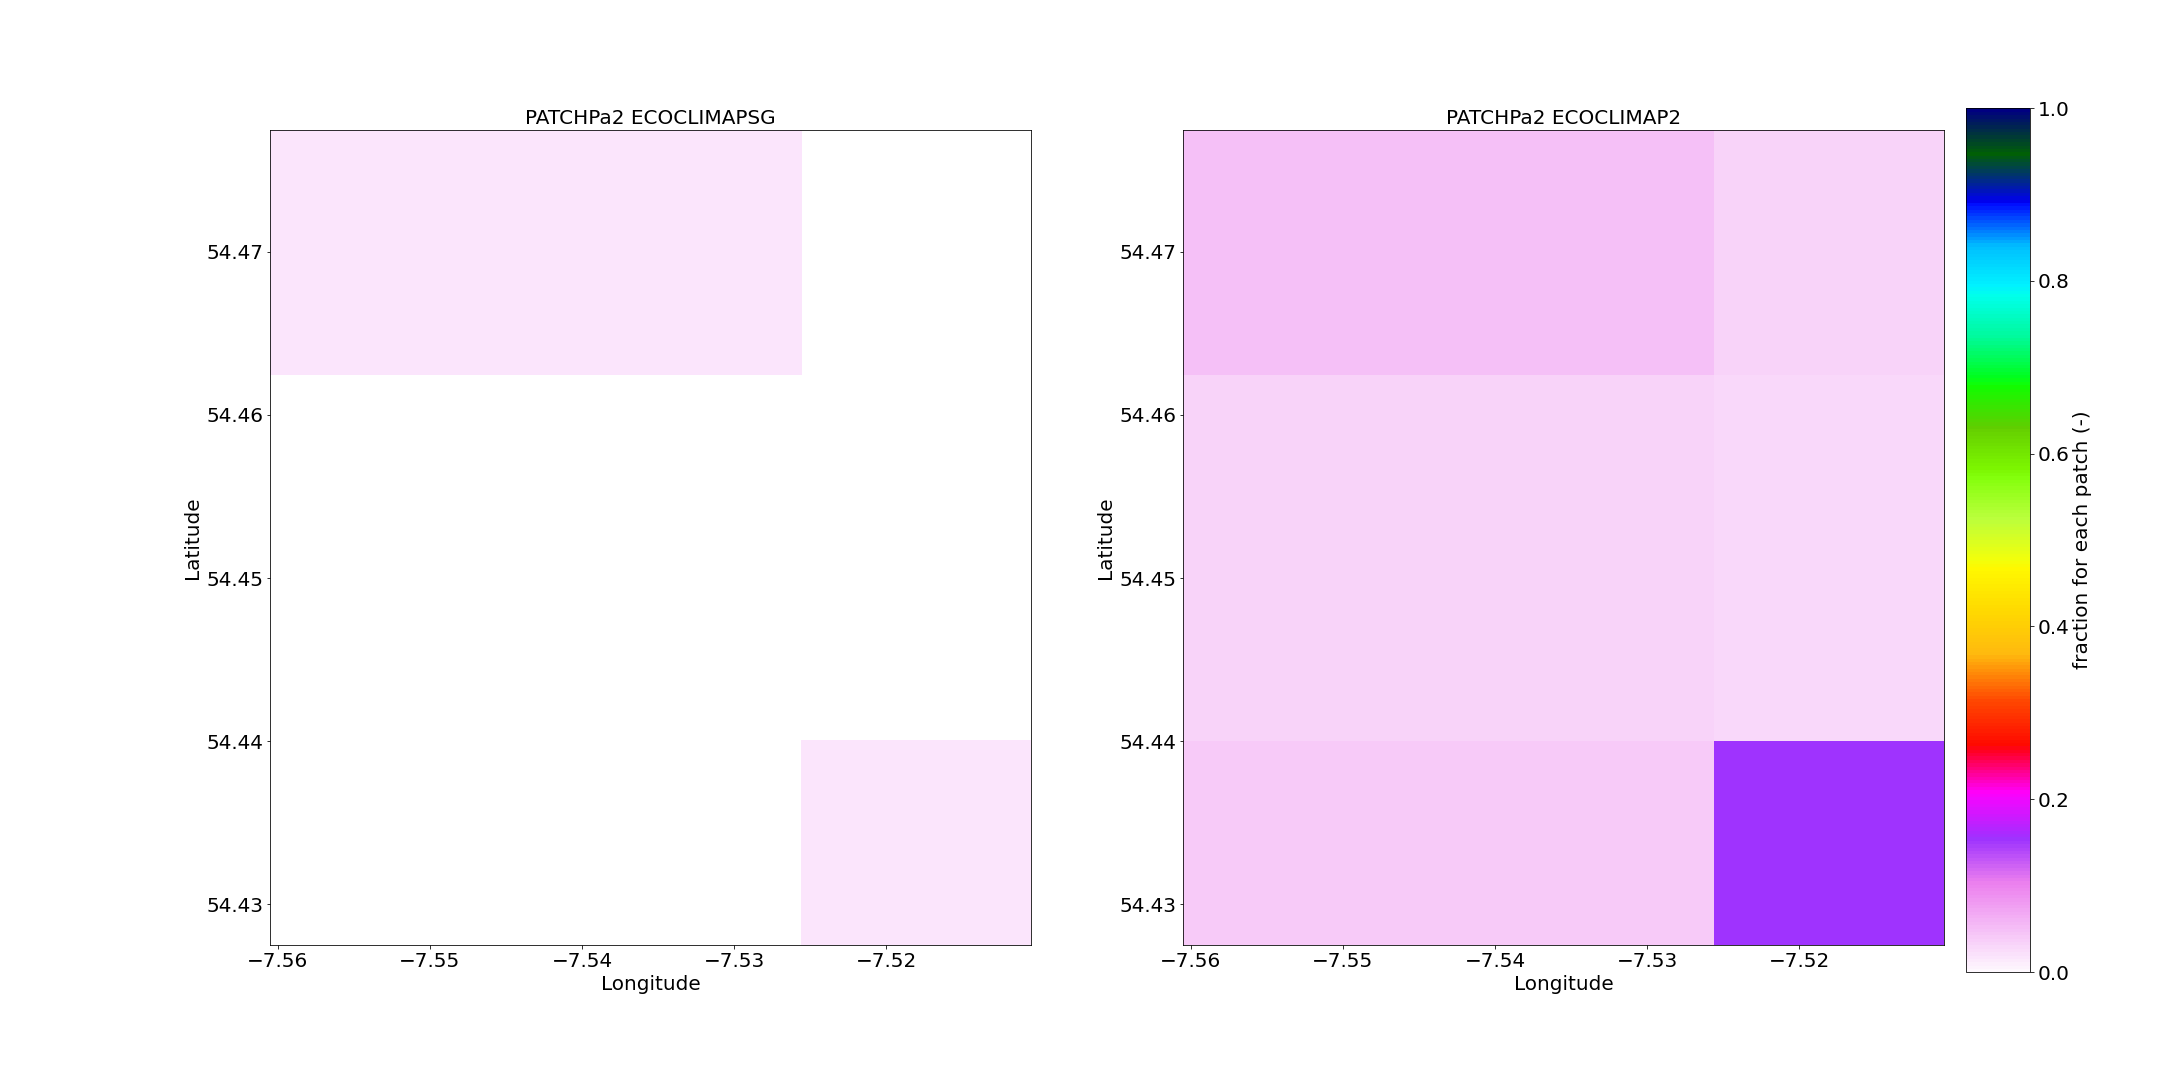 PATCHPa2 ECOCLIMAPSG
54.47
54.46
54.45
54.44
54.43
Latitude
−7.56 −7.55 −7.54 −7.53 −7.52
Longitude
PATCHPa2 ECOCLIMAP2
54.47
54.46
54.45
54.44
54.43
Latitude
−7.56 −7.55 −7.54 −7.53 −7.52
Longitude
1.0
0.8
0.6
0.4
0.2
0.0
fraction for each patch (-)